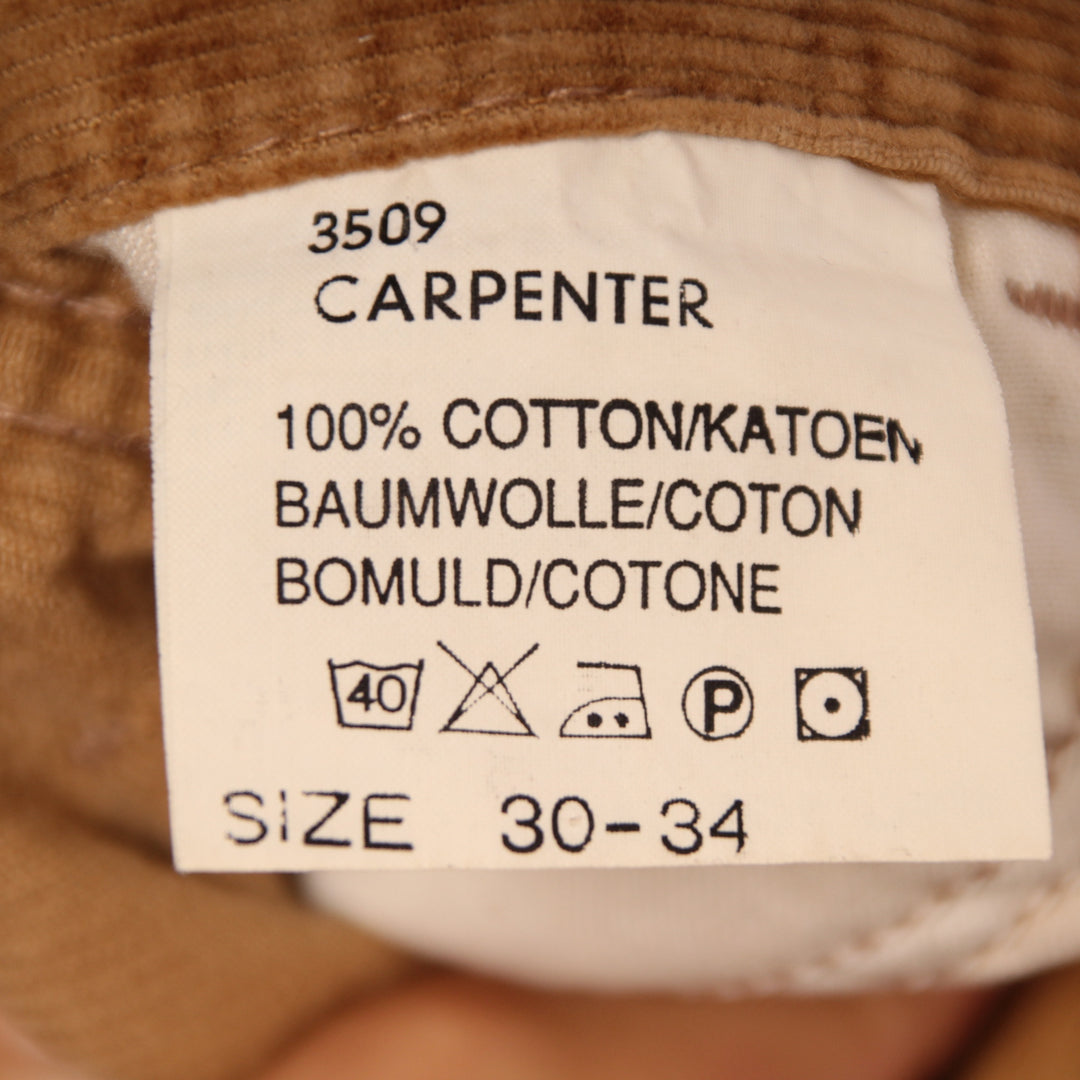 3509
CARPENTER
100% COTTON/KATOEN
BAUMWOLLE/COTON
BOMULD/COTONE
40 P
SIZE 30-34